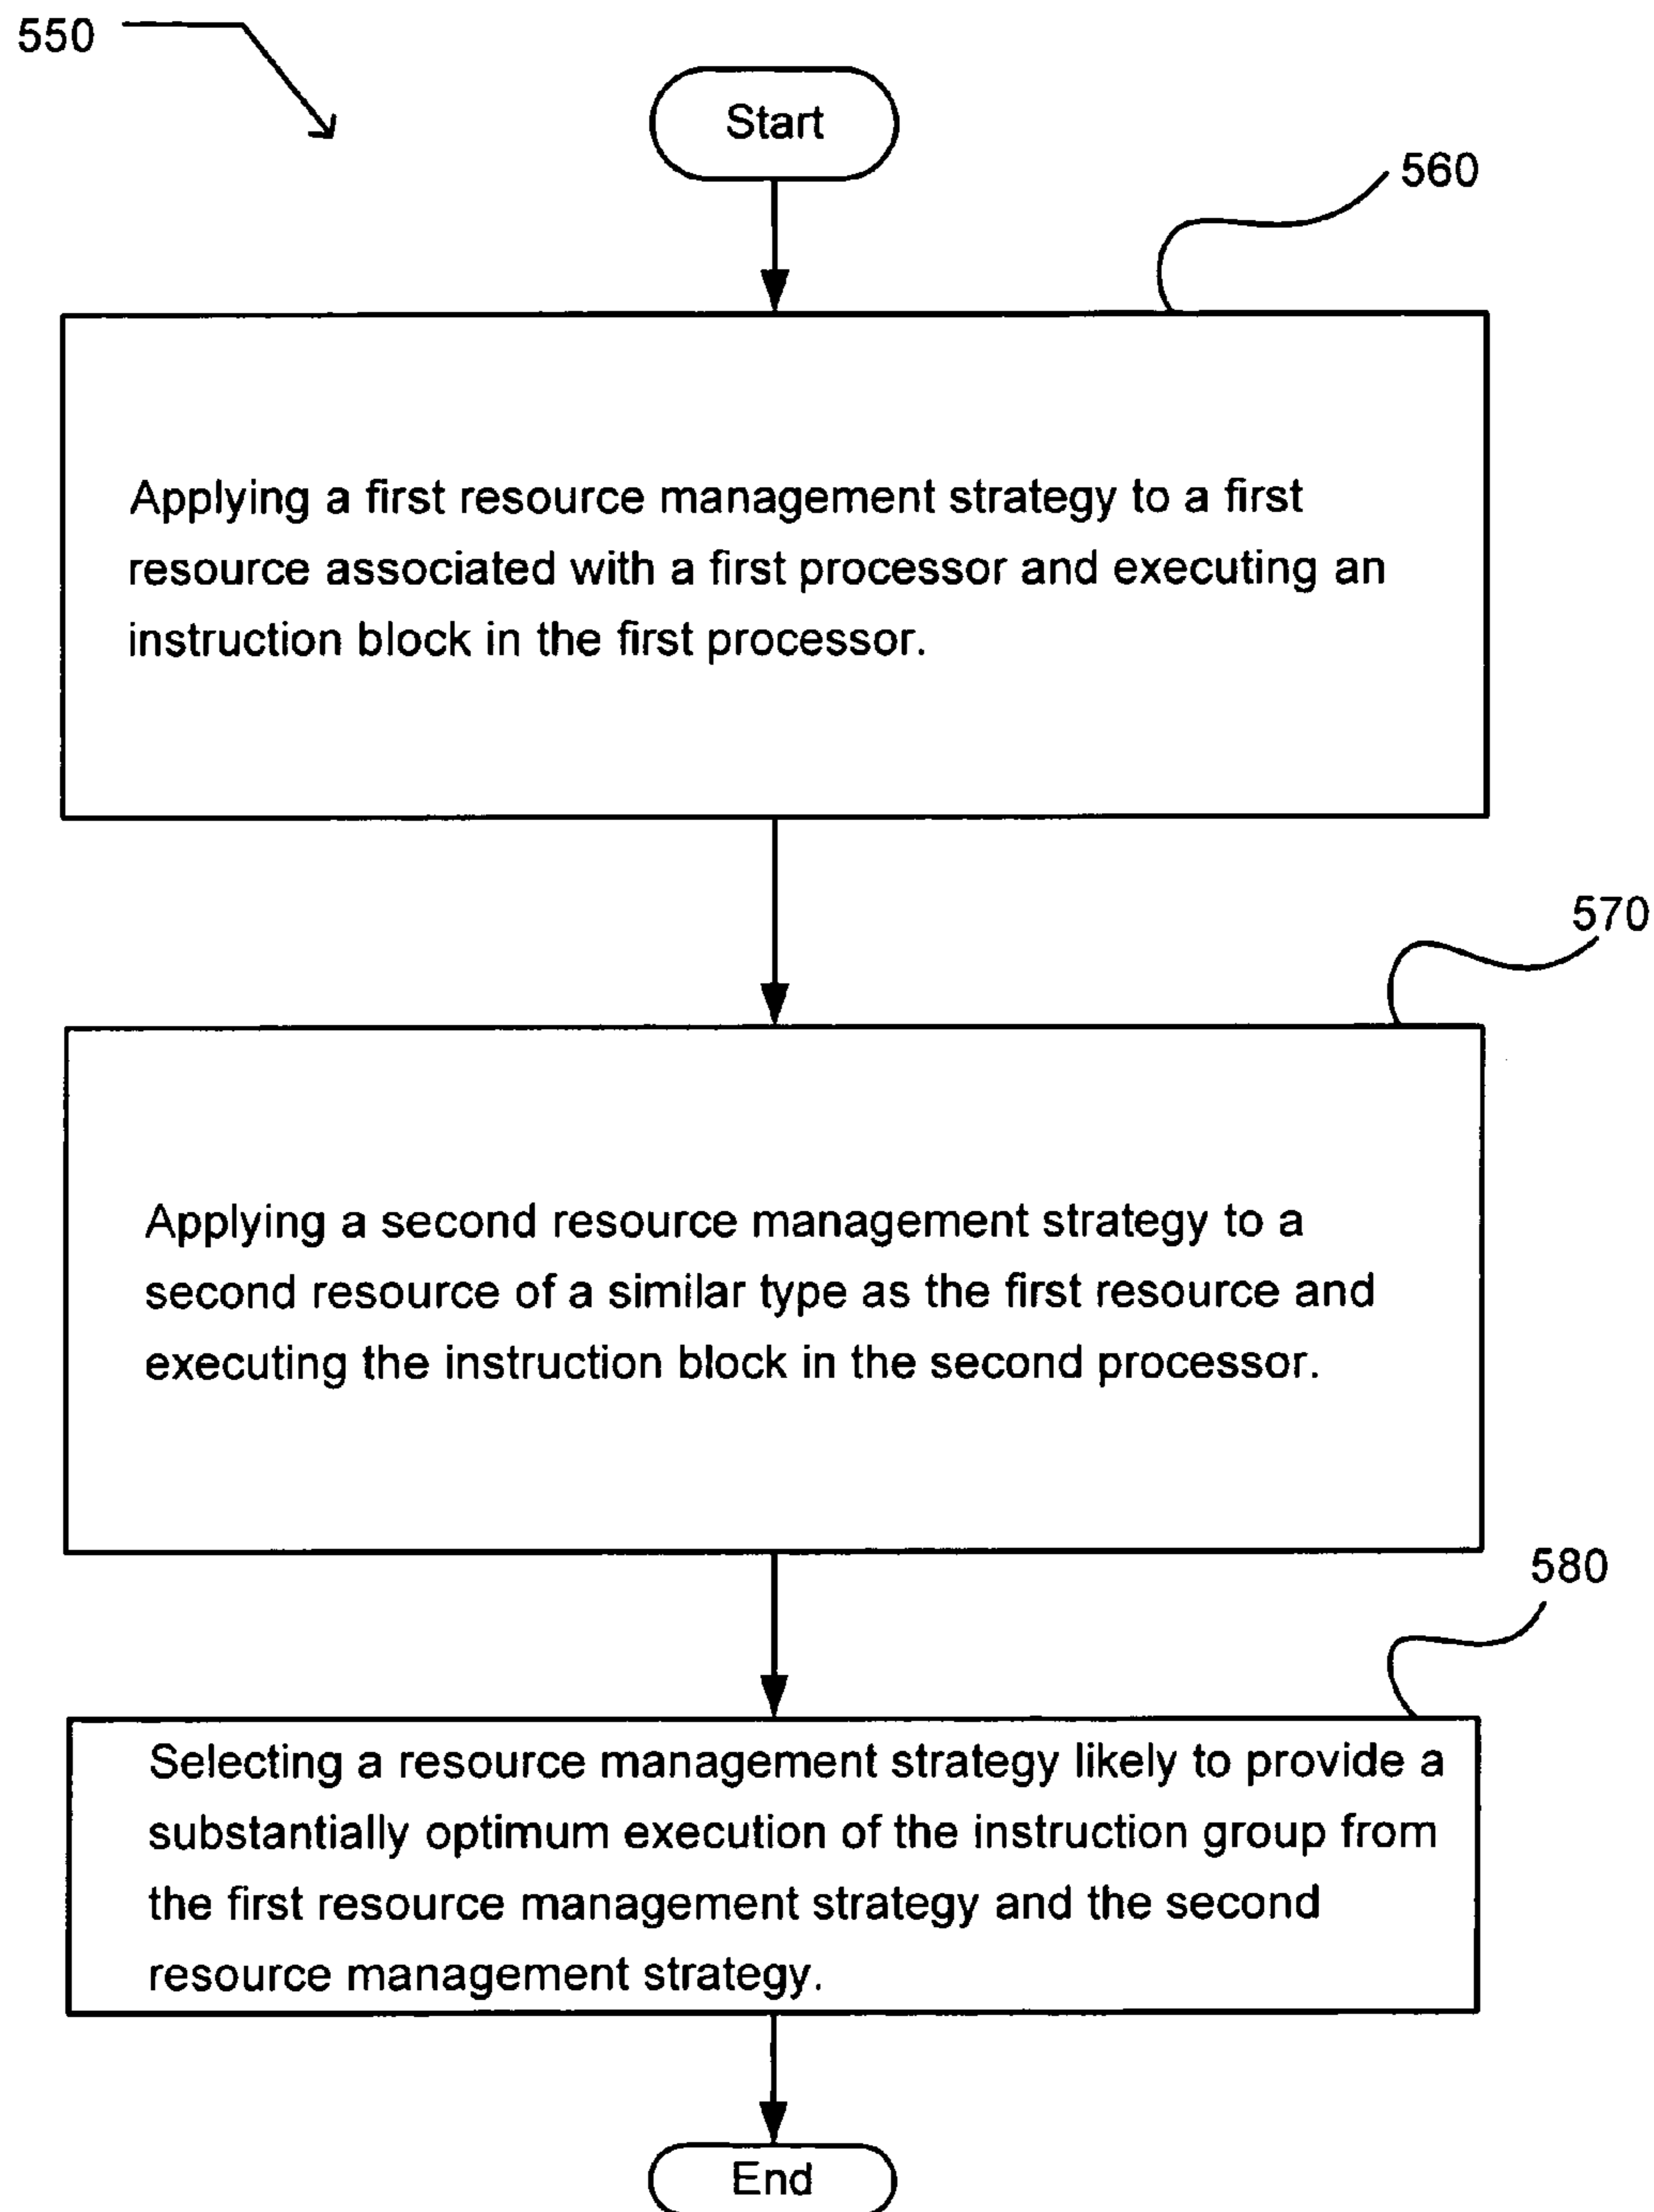 550
Start
560
Applying a first resource management strategy to a first
resource associated with a first processor and executing an
instruction block in the first processor.
570
Applying a second resource management strategy to a
second resource of a similar type as the first resource and
executing the instruction block in the second processor.
580
Selecting a resource management strategy likely to provide a
substantially optimum execution of the instruction group from
the first resource management strategy and the second
resource management strategy.
End